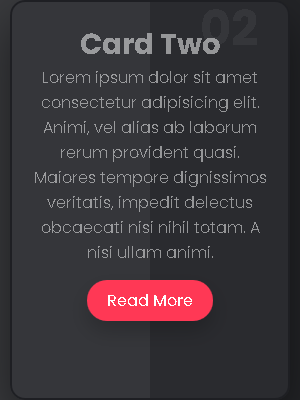 02
Card Two
Lorem ipsum dolor sit amet
consectetur adipisicing elit.
Animi, vel alias ab laborum
rerum provident quasi.
Maiores tempore dignissimos
veritatis, impedit delectus
obcaecati nisi nihil totam. A
nisi ullam animi.
Read More